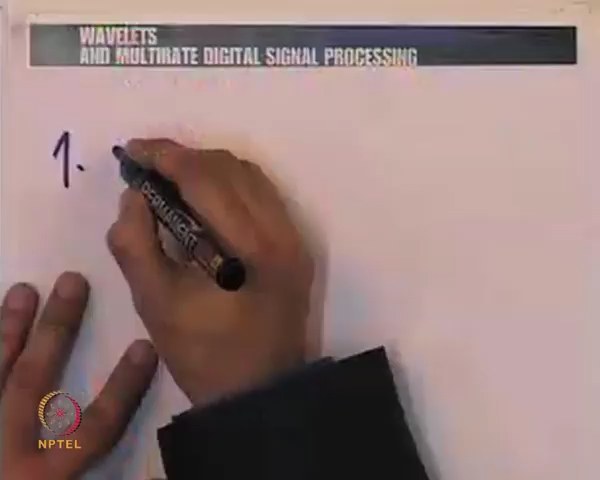 WAVELETS
AND MULTIRATE DIGITAL SIGNAL PROCESSING
1.
PERMANENT
NPTEL